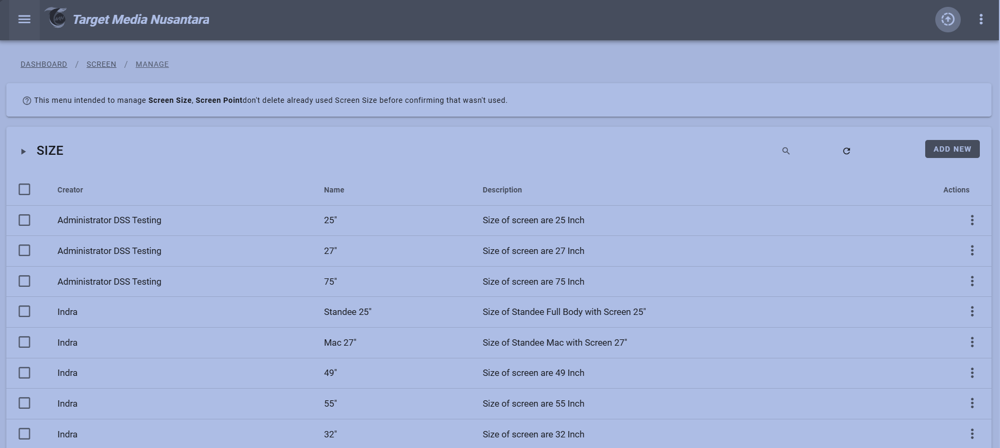 Target Media Nusantara
DASHBOARD / SCREEN / MANAGE
This menu intended to manage Screen Size, Screen Pointdon't delete already used Screen Size before confirming that wasn't used.
SIZE ADD NEW
Creator Name Description Actions
Administrator DSS Testing 25" Size of screen are 25 Inch
Administrator DSS Testing 27" Size of screen are 27 Inch
Administrator DSS Testing 75" Size of screen are 75 Inch
Indra Standee 25" Size of Standee Full Body with Screen 25"
Indra Mac 27" Size of Standee Mac with Screen 27"
Indra 49" Size of screen are 49 Inch
Indra 55" Size of screen are 55 Inch
Indra 32" Size of screen are 32 Inch